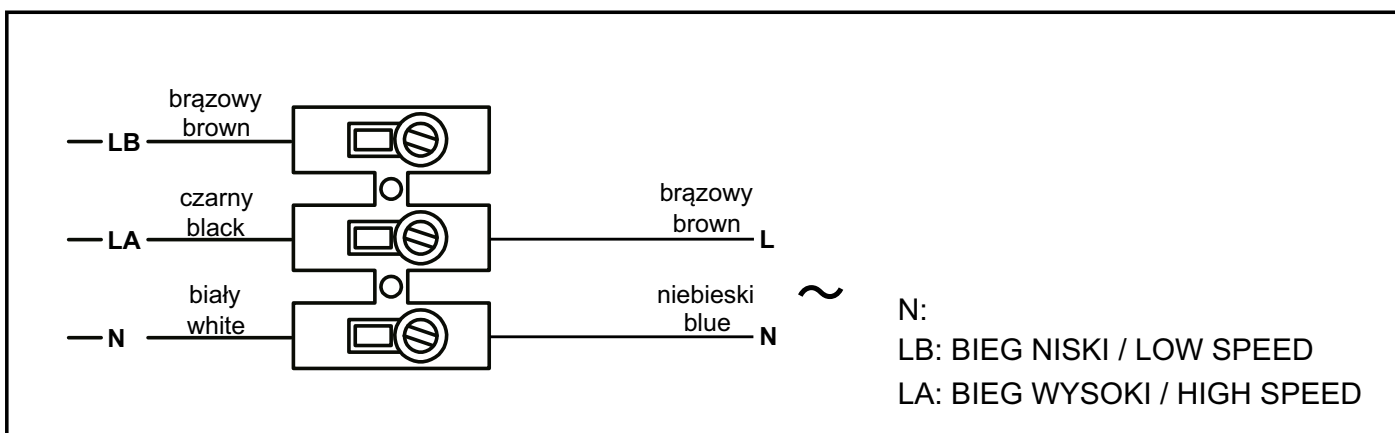 brązowy
brown
LB
czarny
black
LA
biały
white
N
brązowy
brown
L
niebieski
blue
N
~
N:
LB: BIEG NISKI / LOW SPEED
LA: BIEG WYSOKI / HIGH SPEED